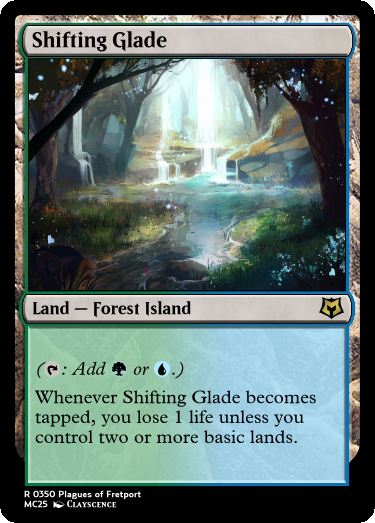 Shifting Glade
Land — Forest Island
(: Add or .)
Whenever Shifting Glade becomes
tapped, you lose 1 life unless you
control two or more basic lands.
R 0350 Plagues of Fretport
MC25 Clayscence